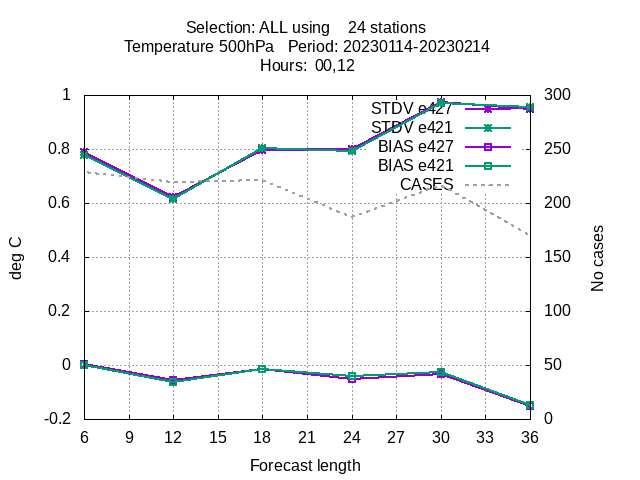 Selection: ALL using    24 stations
Temperature 500hPa   Period: 20230114-20230214
Hours:  00,12
1
0.8
0.6
0.4
0.2
0
-0.2
deg C
STDV e427
STDV e421
BIAS e427
BIAS e421
CASES
300
250
200
150
100
50
0
No cases
6 9 12 15 18 21 24 27 30 33 36
Forecast length